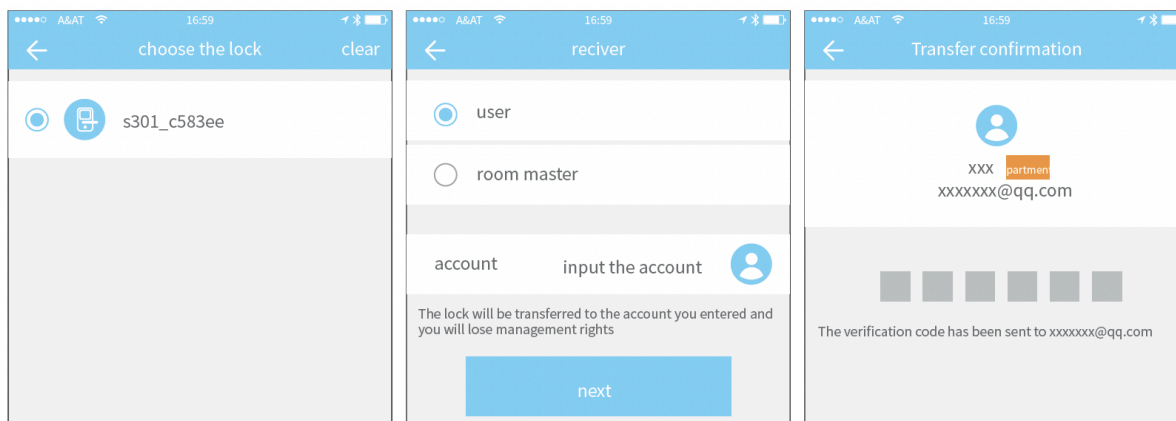 A&AT 16:59
choose the lock clear
s301_c583ee
A&AT 16:59
reciver
user
room master
account input the account
The lock will be transferred to the account you entered and
you will lose management rights
next
A&AT 16:59
Transfer confirmation
xxx partment
xxxxxxx@qq.com
The verification code has been sent to xxxxxxx@qq.com